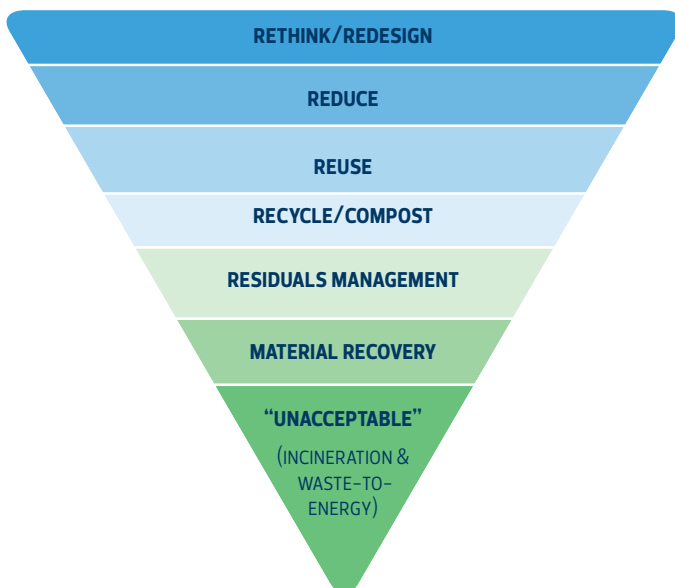 RETHINK/REDESIGN
REDUCE
REUSE
RECYCLE/COMPOST
RESIDUALS MANAGEMENT
MATERIAL RECOVERY
“UNACCEPTABLE”
(INCINERATION &
WASTE-TO-
ENERGY)